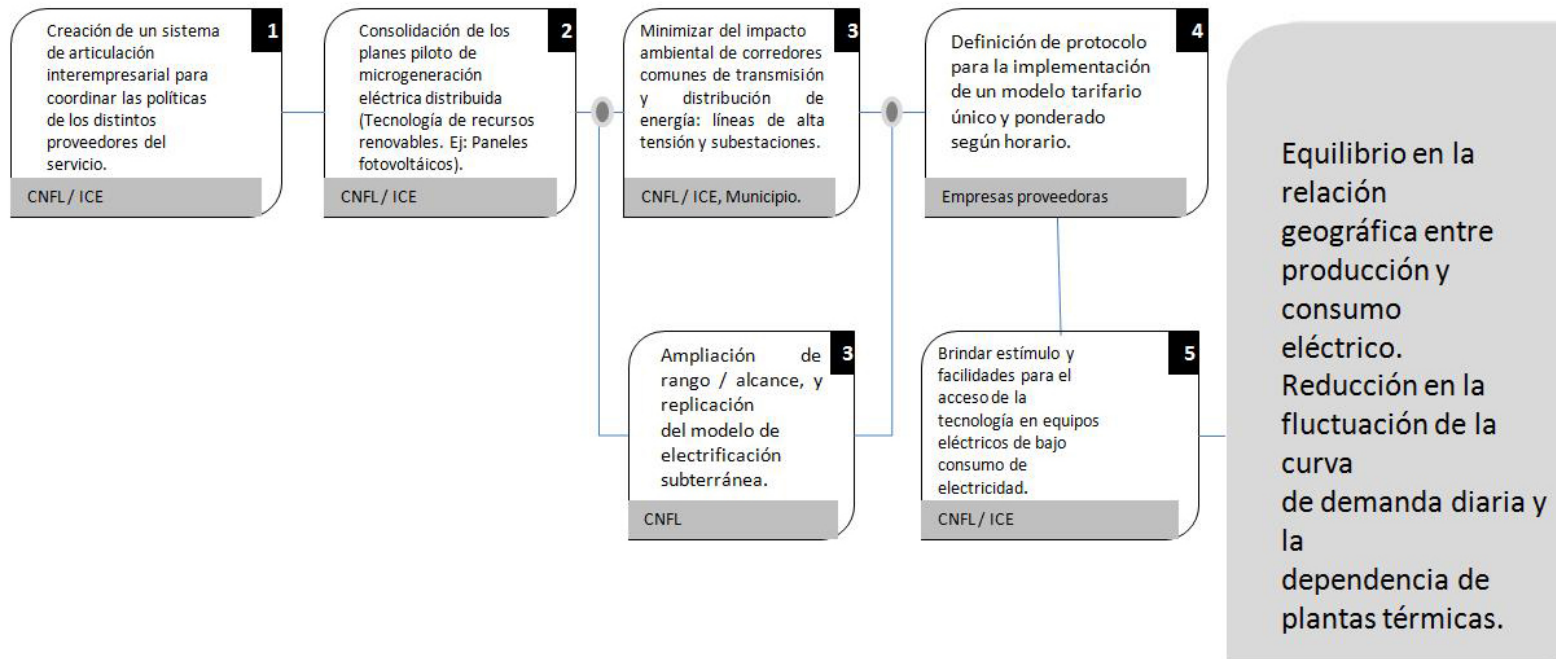 Creación de un sistema
de articulación
interempresarial para
coordinar las políticas
de los distintos
proveedores del
servicio.
1
CNFL / ICE
Consolidación de los
planes piloto de
microgeneración
eléctrica distribuida
(Tecnología de recursos
renovables. Ej: Paneles
fotovoltáicos).
2
CNFL / ICE
Minimizar del impacto
ambiental de corredores
comunes de transmisión
y distribución de
energía: líneas de alta
tensión y subestaciones.
3
CNFL / ICE, Municipio.
Definición de protocolo
para la implementación
de un modelo tarifario
único y ponderado
según horario.
4
Empresas proveedoras
Ampliación de
rango / alcance, y
replicación
del modelo de
electrificación
subterránea.
3
CNFL
Brindar estímulo y
facilidades para el
acceso de la
tecnología en equipos
eléctricos de bajo
consumo de
electricidad.
5
CNFL / ICE
Equilibrio en la
relación
geográfica entre
producción y
consumo
eléctrico.
Reducción en la
fluctuación de la
curva
de demanda diaria y
la
dependencia de
plantas térmicas.